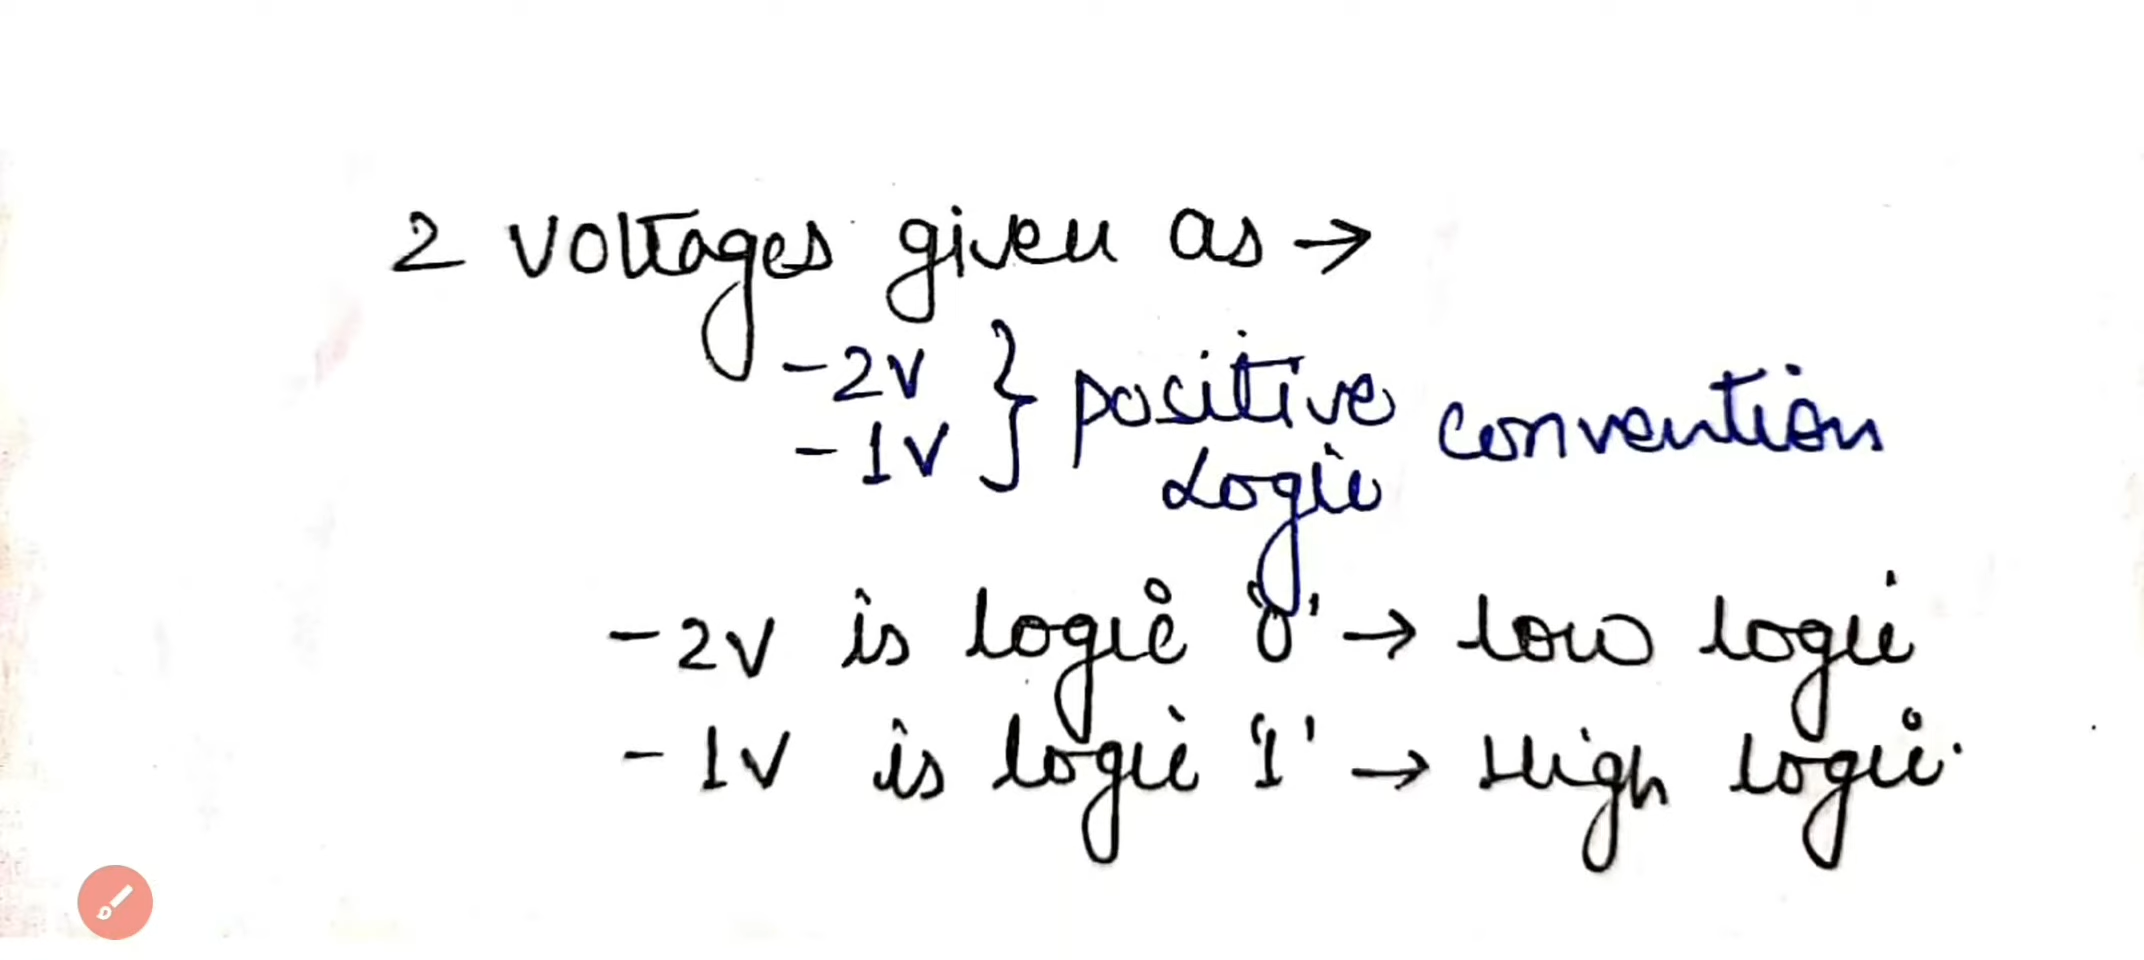 2 voltages given as →
-2V } positive convention
-1V } Logic
-2V is logic '0' → low logic
-1V is logic '1' → High logic.